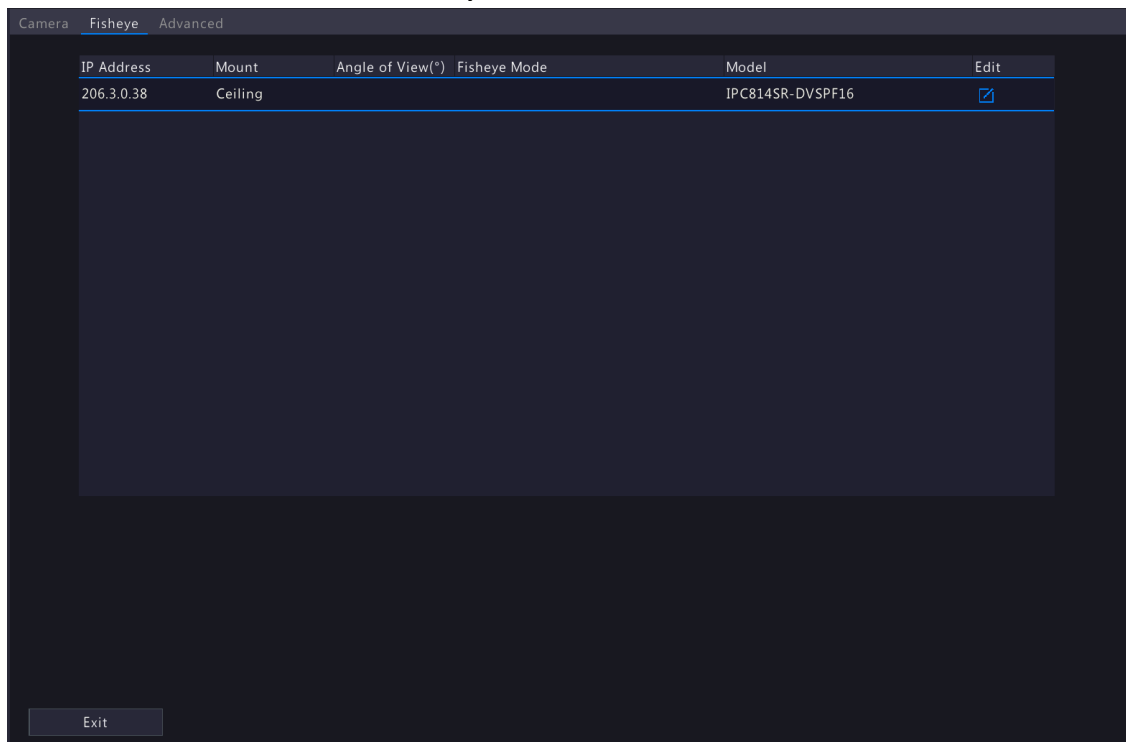 Camera Fisheye Advanced
IP Address Mount Angle of View(°) Fisheye Mode Model Edit
206.3.0.38 Ceiling IPC814SR-DVSPF16
Exit